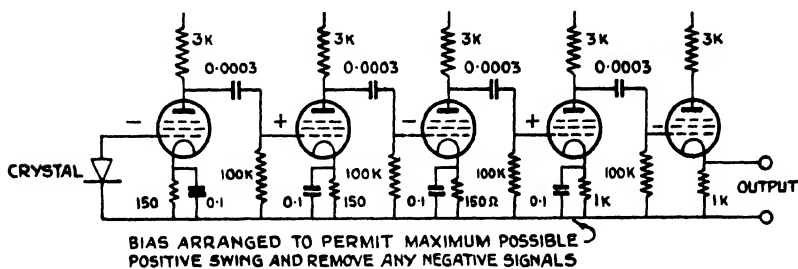 3K 3K 3K 3K 3K
0.0003 0.0003 0.0003 0.0003
− + − + −
CRYSTAL
100K 100K 100K 100K
150 0.1 0.1 150 0.1 150Ω 0.1 1K 1K
OUTPUT
BIAS ARRANGED TO PERMIT MAXIMUM POSSIBLE
POSITIVE SWING AND REMOVE ANY NEGATIVE SIGNALS